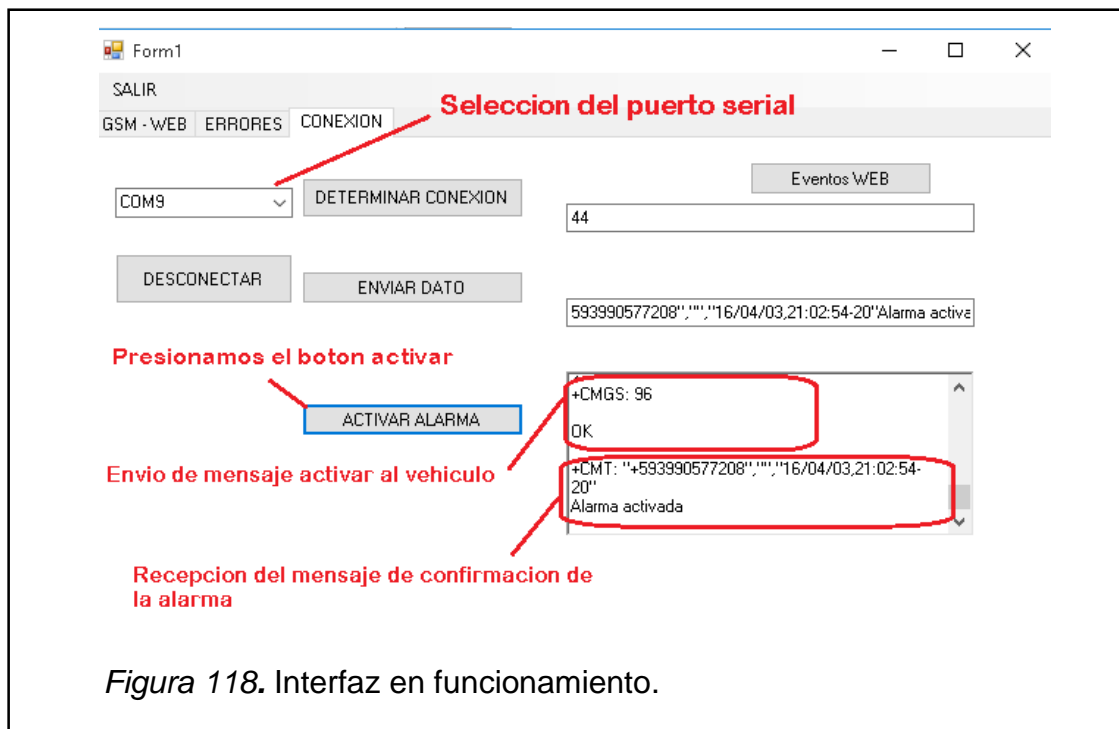 Form1
SALIR
Seleccion del puerto serial
GSM - WEB ERRORES CONEXION
Eventos WEB
COM9 DETERMINAR CONEXION
44
DESCONECTAR ENVIAR DATO
593990577208","","16/04/03,21:02:54-20"Alarma activa
Presionamos el boton activar
+CMGS: 96
ACTIVAR ALARMA
OK
Envio de mensaje activar al vehiculo
+CMT: "+593990577208","","16/04/03,21:02:54-
20"
Alarma activada
Recepcion del mensaje de confirmacion de
la alarma
Figura 118. Interfaz en funcionamiento.